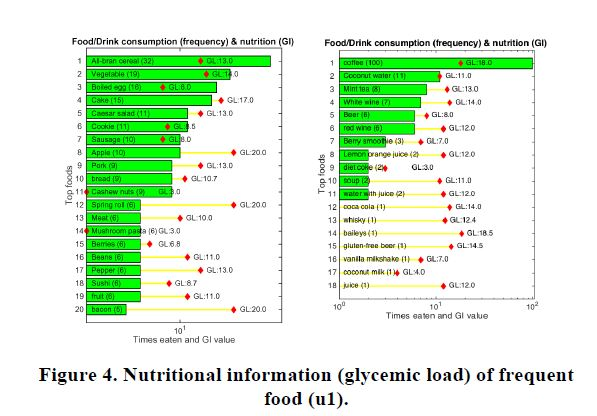 Food/Drink consumption (frequency) & nutrition (GI)
1 All-bran cereal (32) GL:13.0
2 Vegetable (19) GL:14.0
3 Boiled egg (16) GL:8.0
4 Cake (15) GL:17.0
5 Caesar salad (11) GL:13.0
6 Cookie (11) GL:8.5
7 Sausage (10) GL:8.0
8 Apple (10) GL:20.0
9 Pork (9) GL:13.0
10 bread (9) GL:10.7
11 Cashew nuts (9) GL:3.0
12 Spring roll (6) GL:20.0
13 Meat (6) GL:10.0
14 Mushroom pasta (6) GL:3.0
15 Berries (6) GL:6.8
16 Beans (6) GL:11.0
17 Pepper (6) GL:13.0
18 Sushi (6) GL:8.7
19 fruit (6) GL:11.0
20 bacon (6) GL:20.0
Top foods
10^1
Times eaten and GI value
Food/Drink consumption (frequency) & nutrition (GI)
1 coffee (100) GL:18.0
2 Coconut water (11) GL:11.0
3 Mint tea (8) GL:13.0
4 White wine (7) GL:14.0
5 Beer (6) GL:8.0
6 red wine (6) GL:12.0
7 Berry smoothie (3) GL:7.0
8 Lemon orange juice (2) GL:12.0
9 diet coke (2) GL:3.0
10 soup (2) GL:11.0
11 water with juice (2) GL:12.0
12 coca cola (1) GL:14.0
13 whisky (1) GL:12.4
14 baileys (1) GL:18.5
15 gluten-free beer (1) GL:14.5
16 vanilla milkshake (1) GL:7.0
17 coconut milk (1) GL:4.0
18 juice (1) GL:12.0
Top foods
10^0 10^1 10^2
Times eaten and GI value
Figure 4. Nutritional information (glycemic load) of frequent
food (u1).